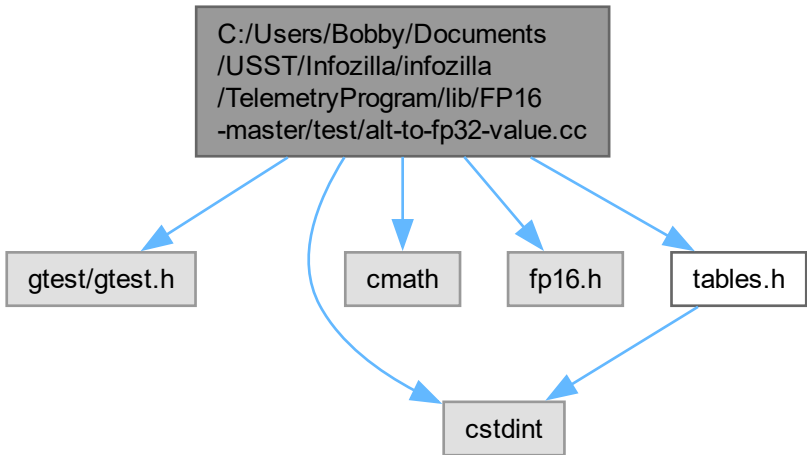 C:/Users/Bobby/Documents
/USST/Infozilla/infozilla
/TelemetryProgram/lib/FP16
-master/test/alt-to-fp32-value.cc
gtest/gtest.h
cmath
fp16.h
tables.h
cstdint